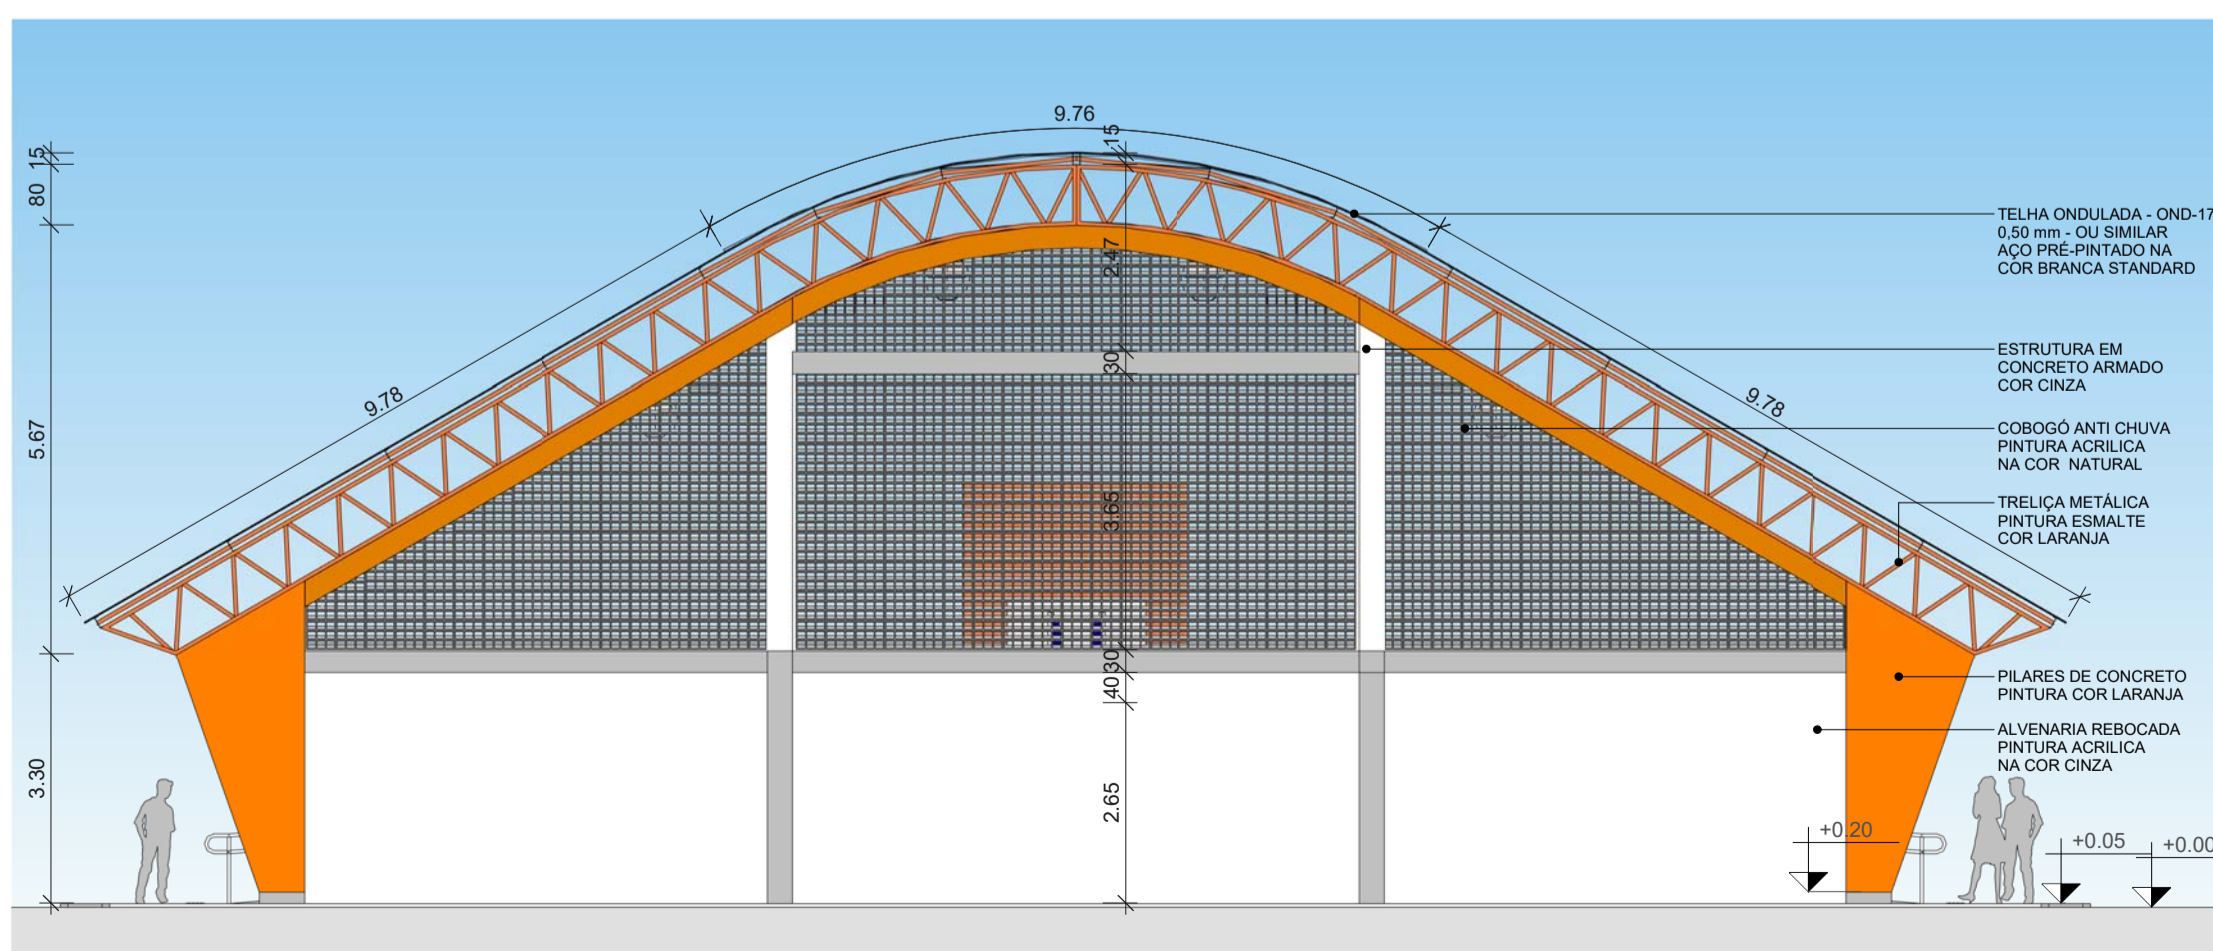 9.76
15
15
80
2.47
TELHA ONDULADA - OND-17
0,50 mm - OU SIMILAR
AÇO PRÉ-PINTADO NA
COR BRANCA STANDARD
30
ESTRUTURA EM
CONCRETO ARMADO
COR CINZA
9.78
9.78
5.67
COBOGÓ ANTI CHUVA
PINTURA ACRILICA
NA COR NATURAL
3.65
TRELIÇA METÁLICA
PINTURA ESMALTE
COR LARANJA
30
40
PILARES DE CONCRETO
PINTURA COR LARANJA
ALVENARIA REBOCADA
PINTURA ACRILICA
NA COR CINZA
3.30
2.65
+0.20
+0.05
+0.00